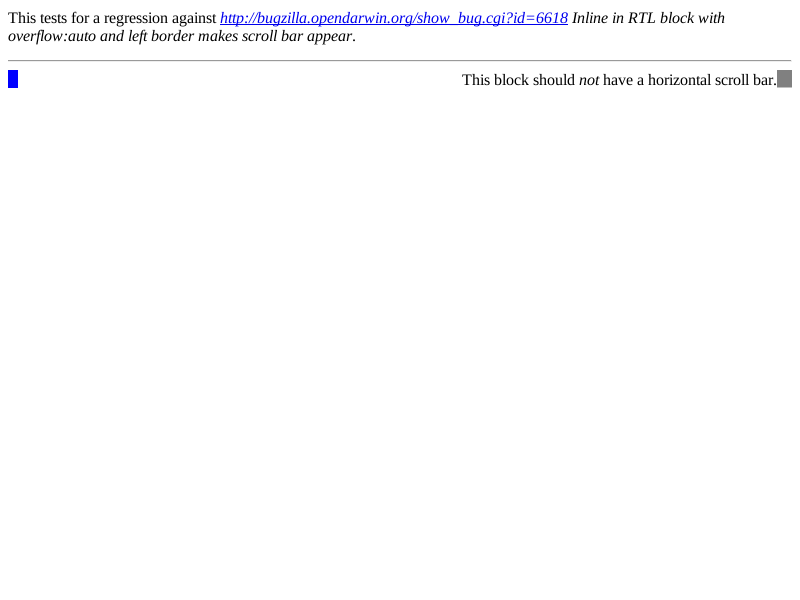 This tests for a regression against http://bugzilla.opendarwin.org/show_bug.cgi?id=6618 Inline in RTL block with
overflow:auto and left border makes scroll bar appear.
This block should not have a horizontal scroll bar.